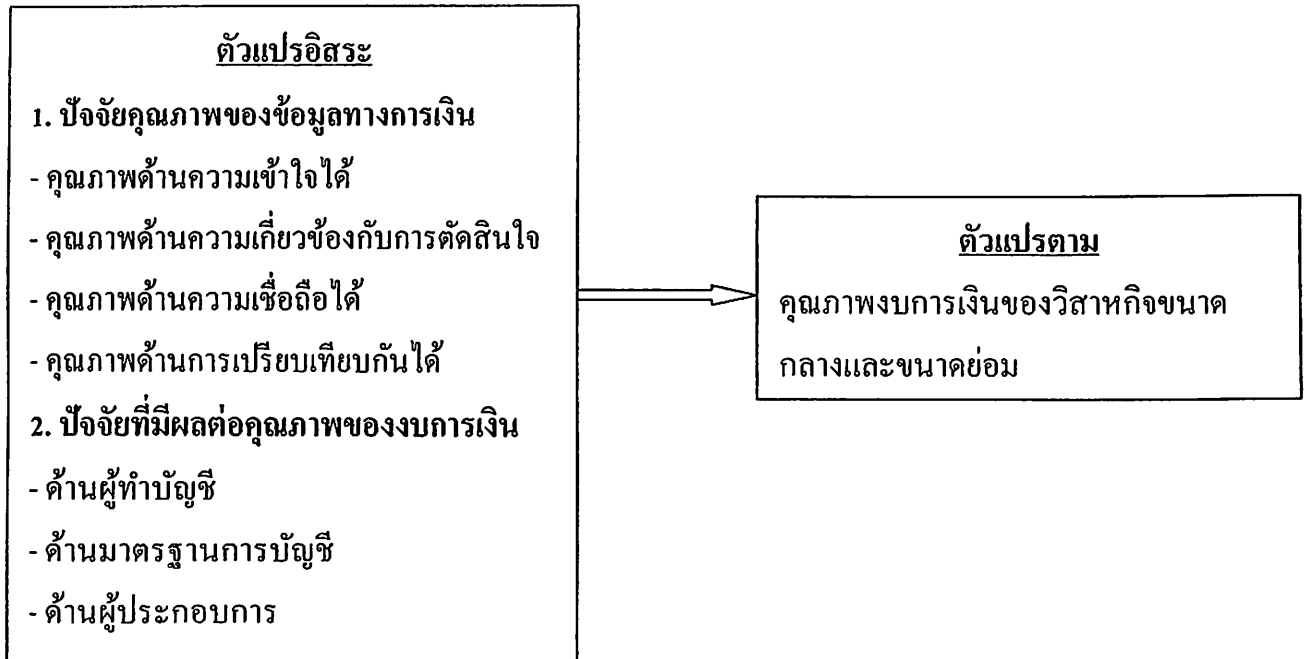 ตัวแปรอิสระ
1. ปัจจัยคุณภาพของข้อมูลทางการเงิน
- คุณภาพด้านความเข้าใจได้
- คุณภาพด้านความเกี่ยวข้องกับการตัดสินใจ
- คุณภาพด้านความเชื่อถือได้
- คุณภาพด้านการเปรียบเทียบกันได้
2. ปัจจัยที่มีผลต่อคุณภาพของงบการเงิน
- ด้านผู้ทำบัญชี
- ด้านมาตรฐานการบัญชี
- ด้านผู้ประกอบการ
ตัวแปรตาม
คุณภาพงบการเงินของวิสาหกิจขนาด
กลางและขนาดย่อม